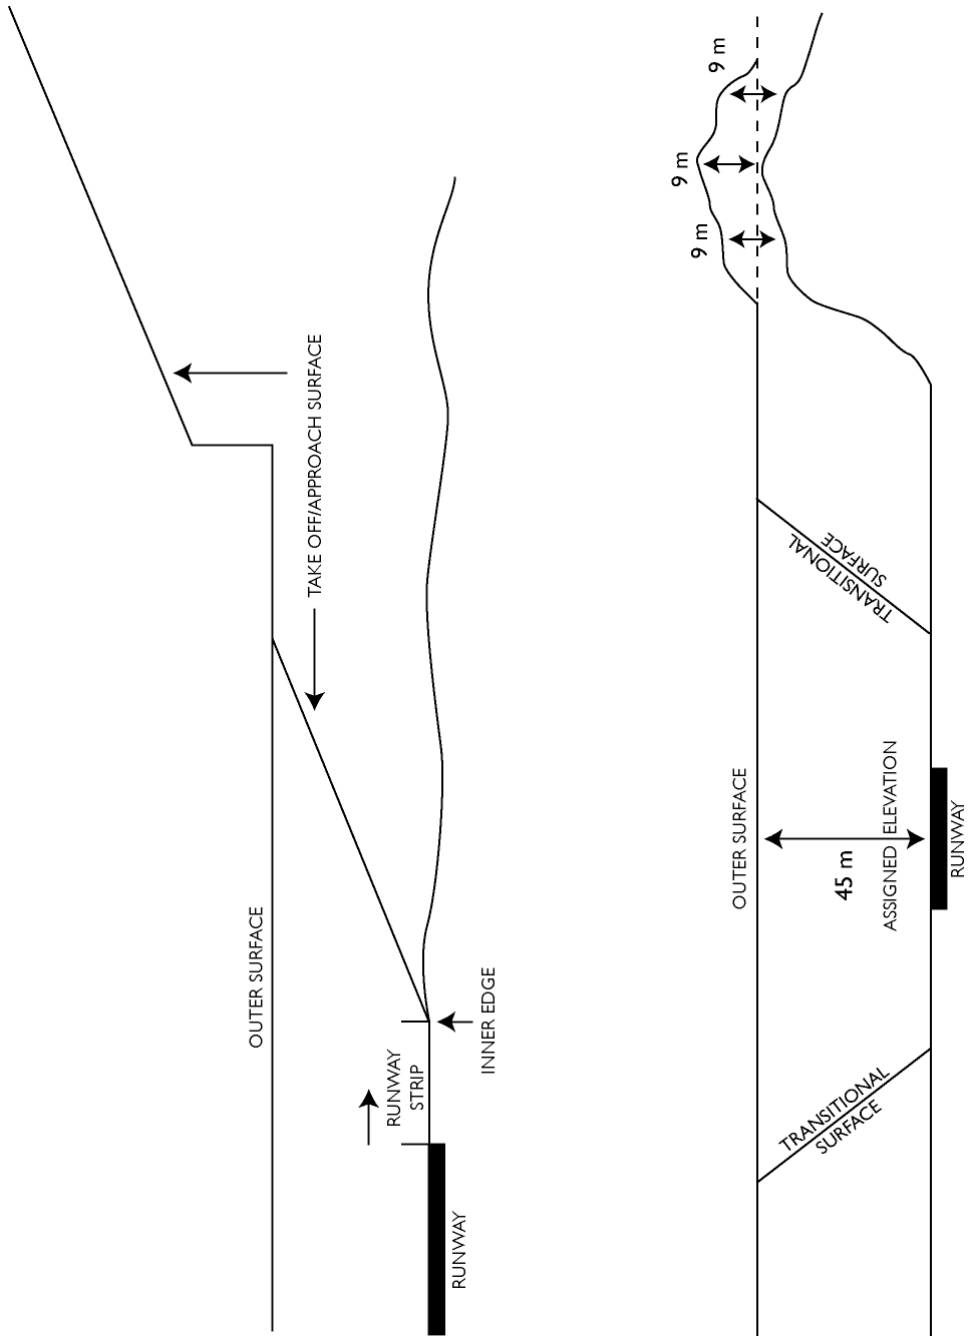 TAKE OFF/APPROACH SURFACE
OUTER SURFACE
RUNWAY
STRIP
INNER EDGE
RUNWAY
9 m
9 m
9 m
TRANSITIONAL
SURFACE
OUTER SURFACE
45 m
ASSIGNED ELEVATION
RUNWAY
TRANSITIONAL
SURFACE